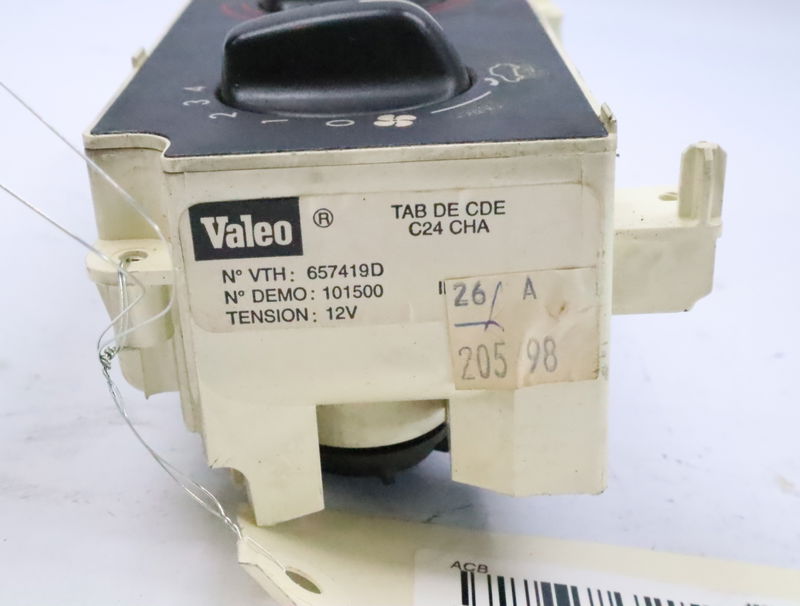 3
2
1
0
Valeo ®
TAB DE CDE
C24 CHA
N° VTH: 657419D
N° DEMO: 101500
TENSION: 12V
26/ A
205 98
ACB